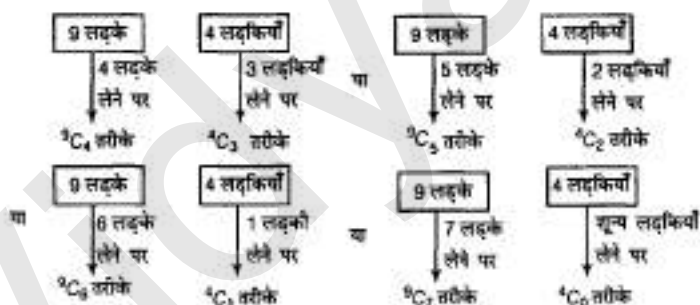 9 लड़के 4 लड़कियाँ 9 लड़के 4 लड़कियाँ
4 लड़के 3 लड़कियाँ या 5 लड़के 2 लड़कियाँ
लेने पर लेने पर लेने पर लेने पर
⁹C₄ तरीके ⁴C₃ तरीके ⁹C₅ तरीके ⁴C₂ तरीके
9 लड़के 4 लड़कियाँ 9 लड़के 4 लड़कियाँ
या 6 लड़के 1 लड़की या 7 लड़के शून्य लड़कियाँ
लेने पर लेने पर लेने पर लेने पर
⁹C₆ तरीके ⁴C₁ तरीके ⁹C₇ तरीके ⁴C₀ तरीके